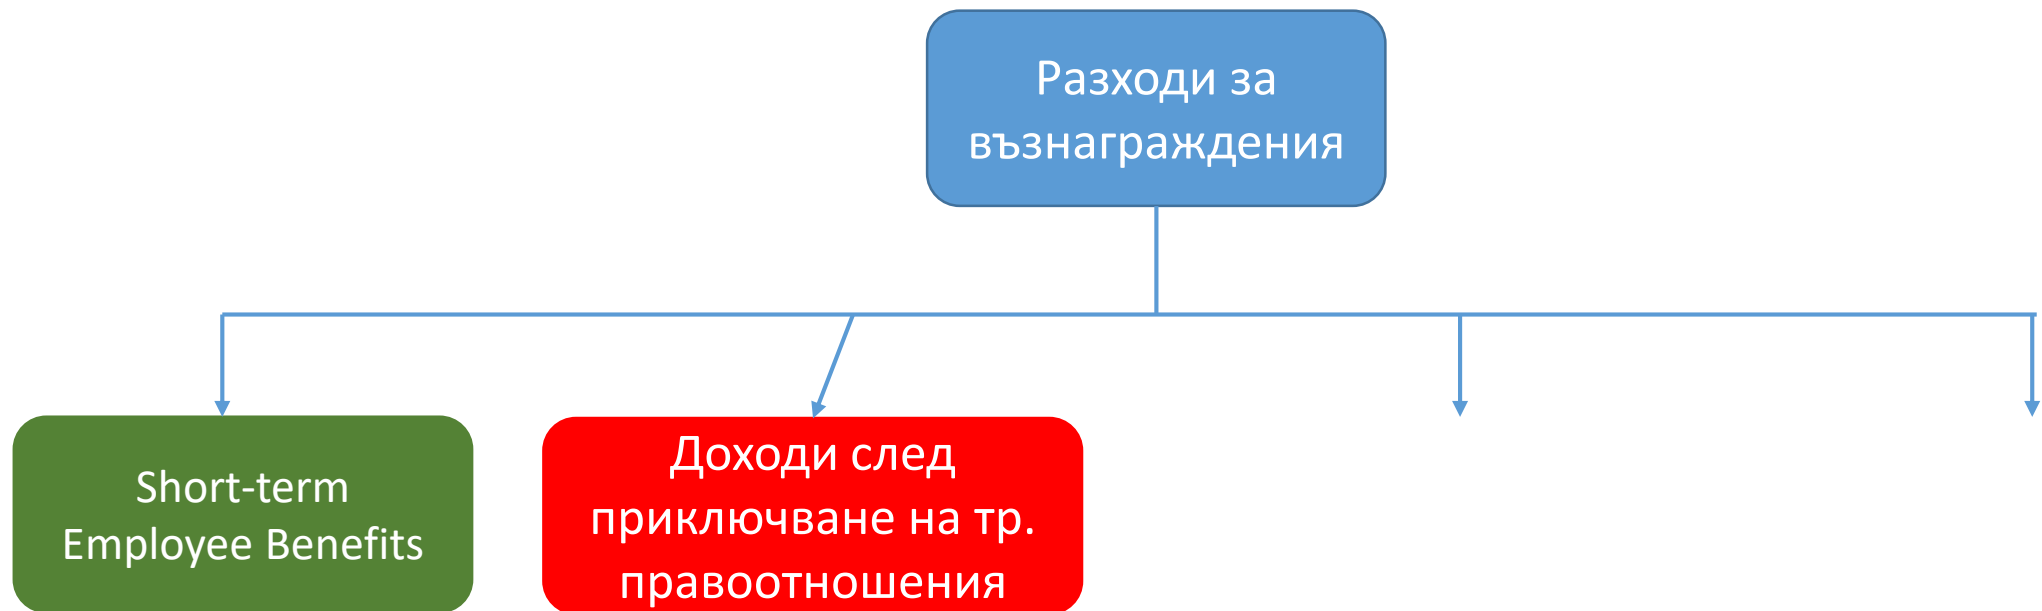 Разходи за
възнаграждения
Short-term
Employee Benefits
Доходи след
приключване на тр.
правоотношения